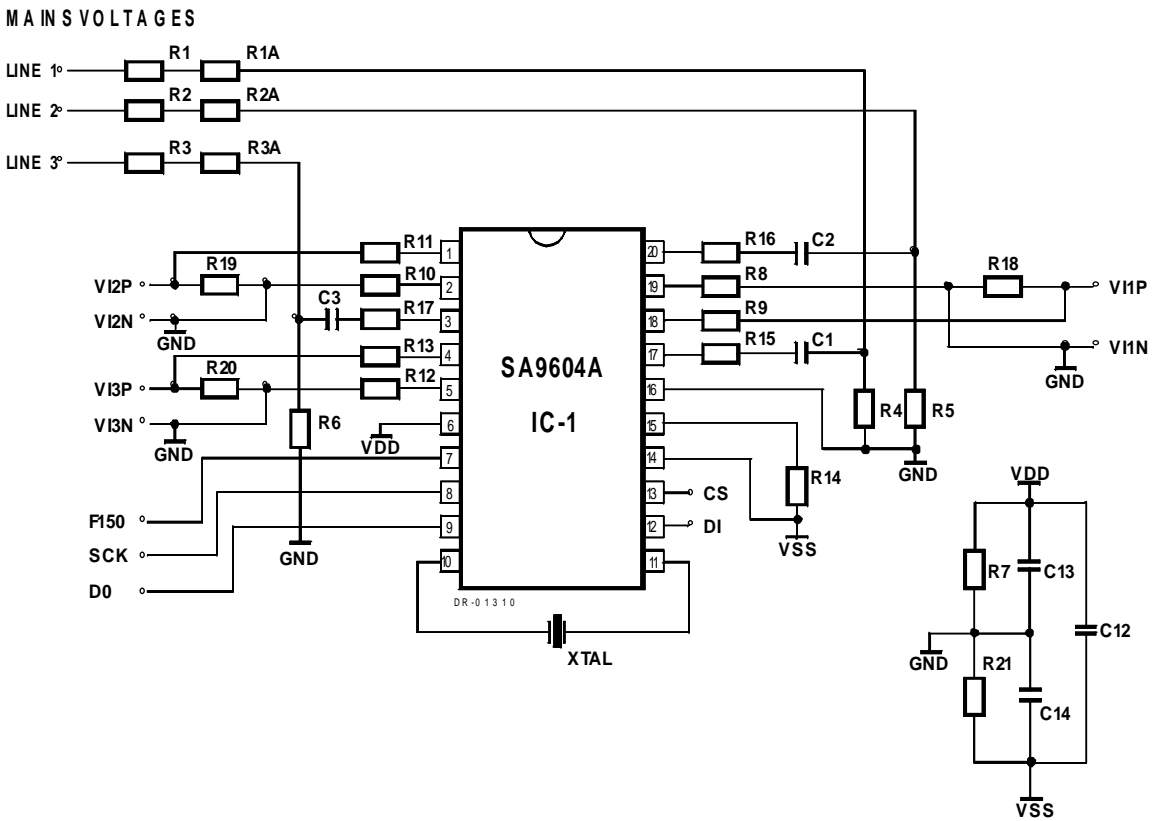 MAINS VOLTAGES
R1 R1A
LINE 1
R2 R2A
LINE 2
R3 R3A
LINE 3
R11
R19
R10
VI2P
C3
R17
VI2N
GND
R13
R20
R12
VI3P
VI3N
GND
R6
VDD
GND
F150
SCK
D0
1
2
3
4
5
6
7
8
9
10
SA9604A
IC-1
20
19
18
17
16
15
14
13
12
11
DR-01310
XTAL
R16 C2
R8
R18
VI1P
R9
R15 C1
VI1N
GND
R4 R5
GND
R14
CS
DI
VSS
VDD
R7 C13
C12
GND
R21
C14
VSS